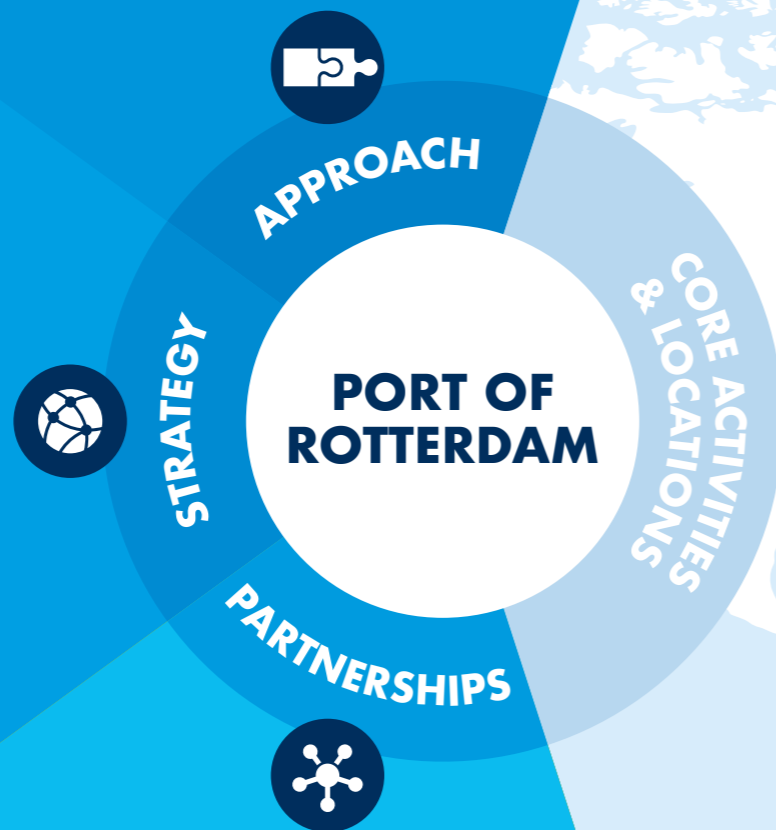 APPROACH
STRATEGY
PORT OF
ROTTERDAM
CORE ACTIVITIES
& LOCATIONS
PARTNERSHIPS